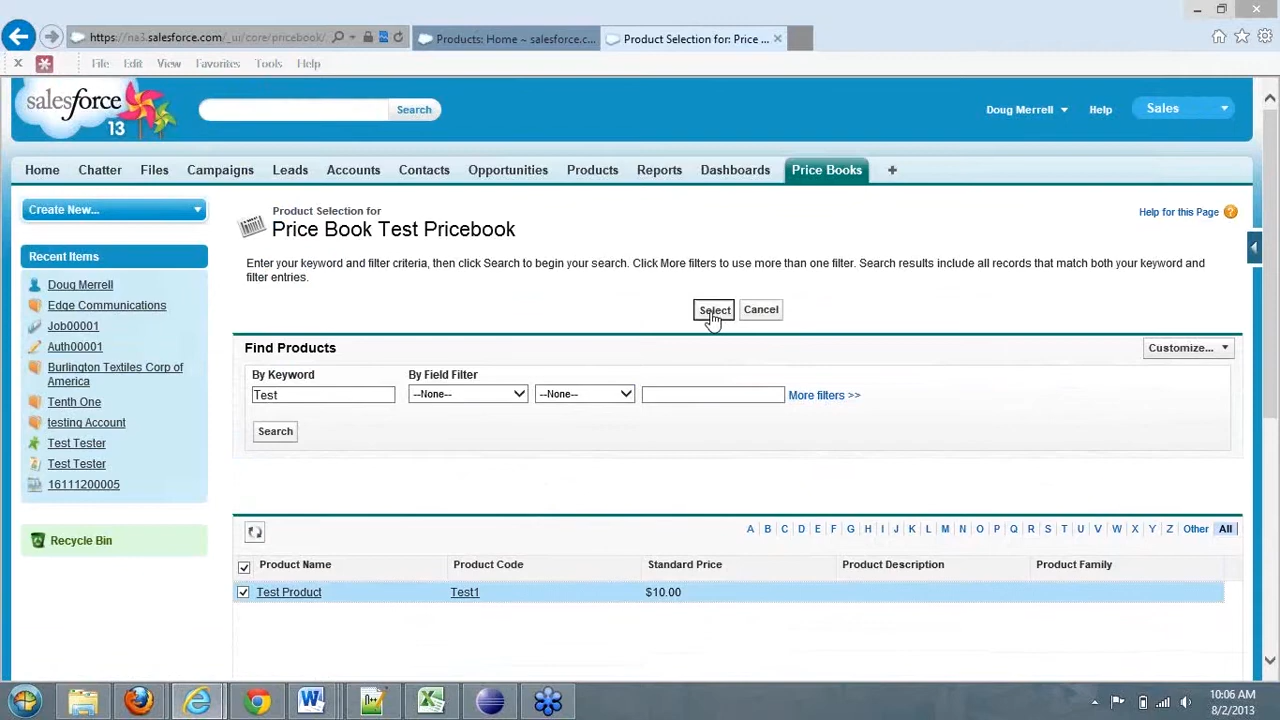 https://na3.salesforce.com/_ui/core/pricebook/
Products: Home ~ salesforce.c...
Product Selection for: Price ...
File Edit View Favorites Tools Help
salesforce
13
Search
Doug Merrell
Help
Sales
Home Chatter Files Campaigns Leads Accounts Contacts Opportunities Products Reports Dashboards Price Books +
Create New...
Recent Items
Doug Merrell
Edge Communications
Job00001
Auth00001
Burlington Textiles Corp of
America
Tenth One
testing Account
Test Tester
Test Tester
16111200005
Recycle Bin
Product Selection for
Price Book Test Pricebook
Help for this Page
Enter your keyword and filter criteria, then click Search to begin your search. Click More filters to use more than one filter. Search results include all records that match both your keyword and
filter entries.
Select Cancel
Find Products
Customize...
By Keyword By Field Filter
Test --None-- --None-- More filters >>
Search
A B C D E F G H I J K L M N O P Q R S T U V W X Y Z Other All
Product Name Product Code Standard Price Product Description Product Family
Test Product Test1 $10.00
10:06 AM
8/2/2013